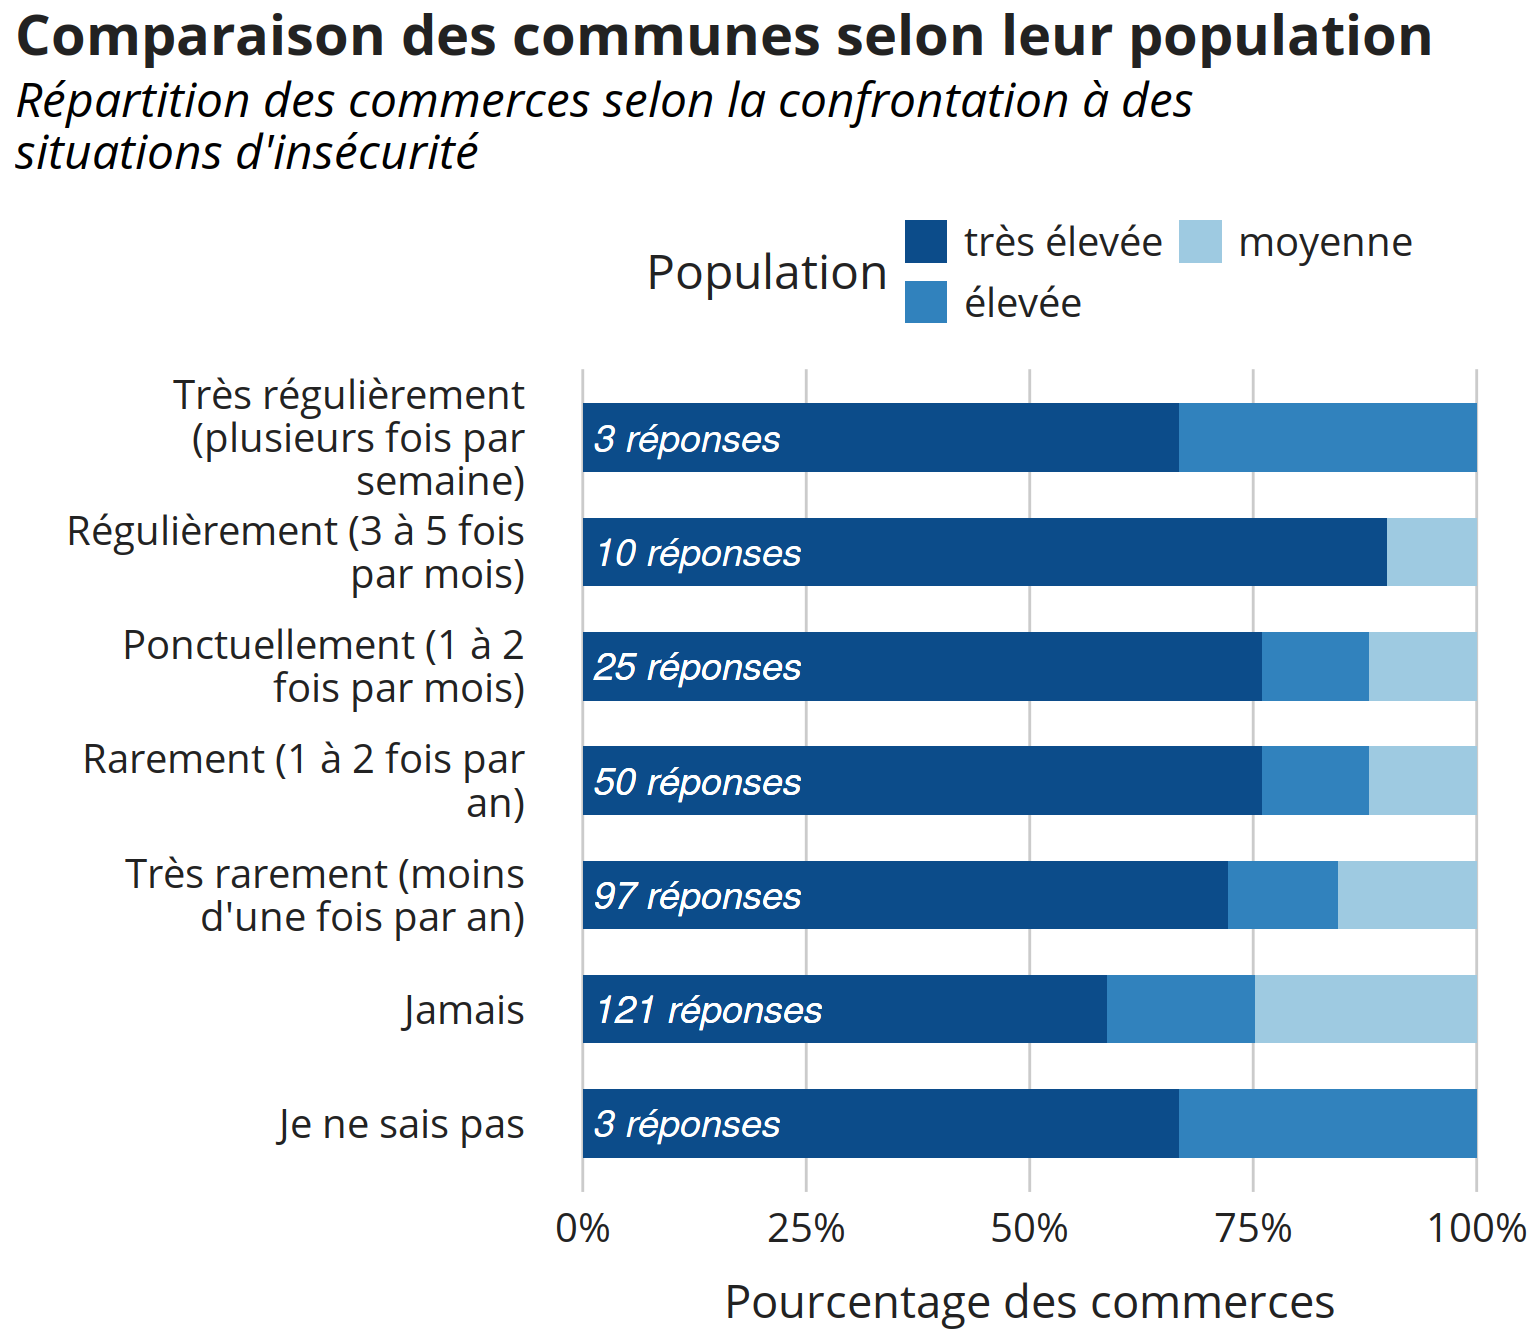 Comparaison des communes selon leur population
Répartition des commerces selon la confrontation à des
situations d'insécurité
Population
très élevée
moyenne
élevée
Très régulièrement
(plusieurs fois par
semaine)
3 réponses
Régulièrement (3 à 5 fois
par mois)
10 réponses
Ponctuellement (1 à 2
fois par mois)
25 réponses
Rarement (1 à 2 fois par
an)
50 réponses
Très rarement (moins
d'une fois par an)
97 réponses
Jamais
121 réponses
Je ne sais pas
3 réponses
0% 25% 50% 75% 100%
Pourcentage des commerces